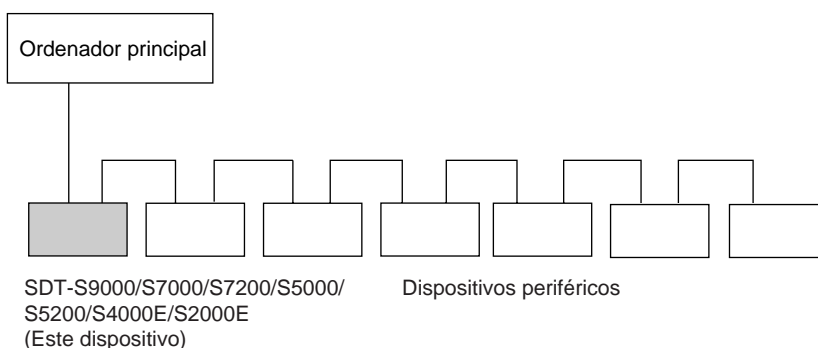 Ordenador principal
SDT-S9000/S7000/S7200/S5000/
S5200/S4000E/S2000E
(Este dispositivo)
Dispositivos periféricos